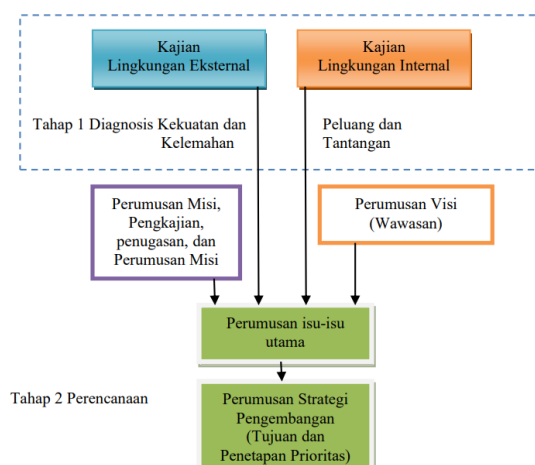 Kajian
Lingkungan Eksternal
Kajian
Lingkungan Internal
Tahap 1 Diagnosis Kekuatan dan
Kelemahan
Peluang dan
Tantangan
Perumusan Misi,
Pengkajian,
penugasan, dan
Perumusan Misi
Perumusan Visi
(Wawasan)
Perumusan isu-isu
utama
Tahap 2 Perencanaan
Perumusan Strategi
Pengembangan
(Tujuan dan
Penetapan Prioritas)